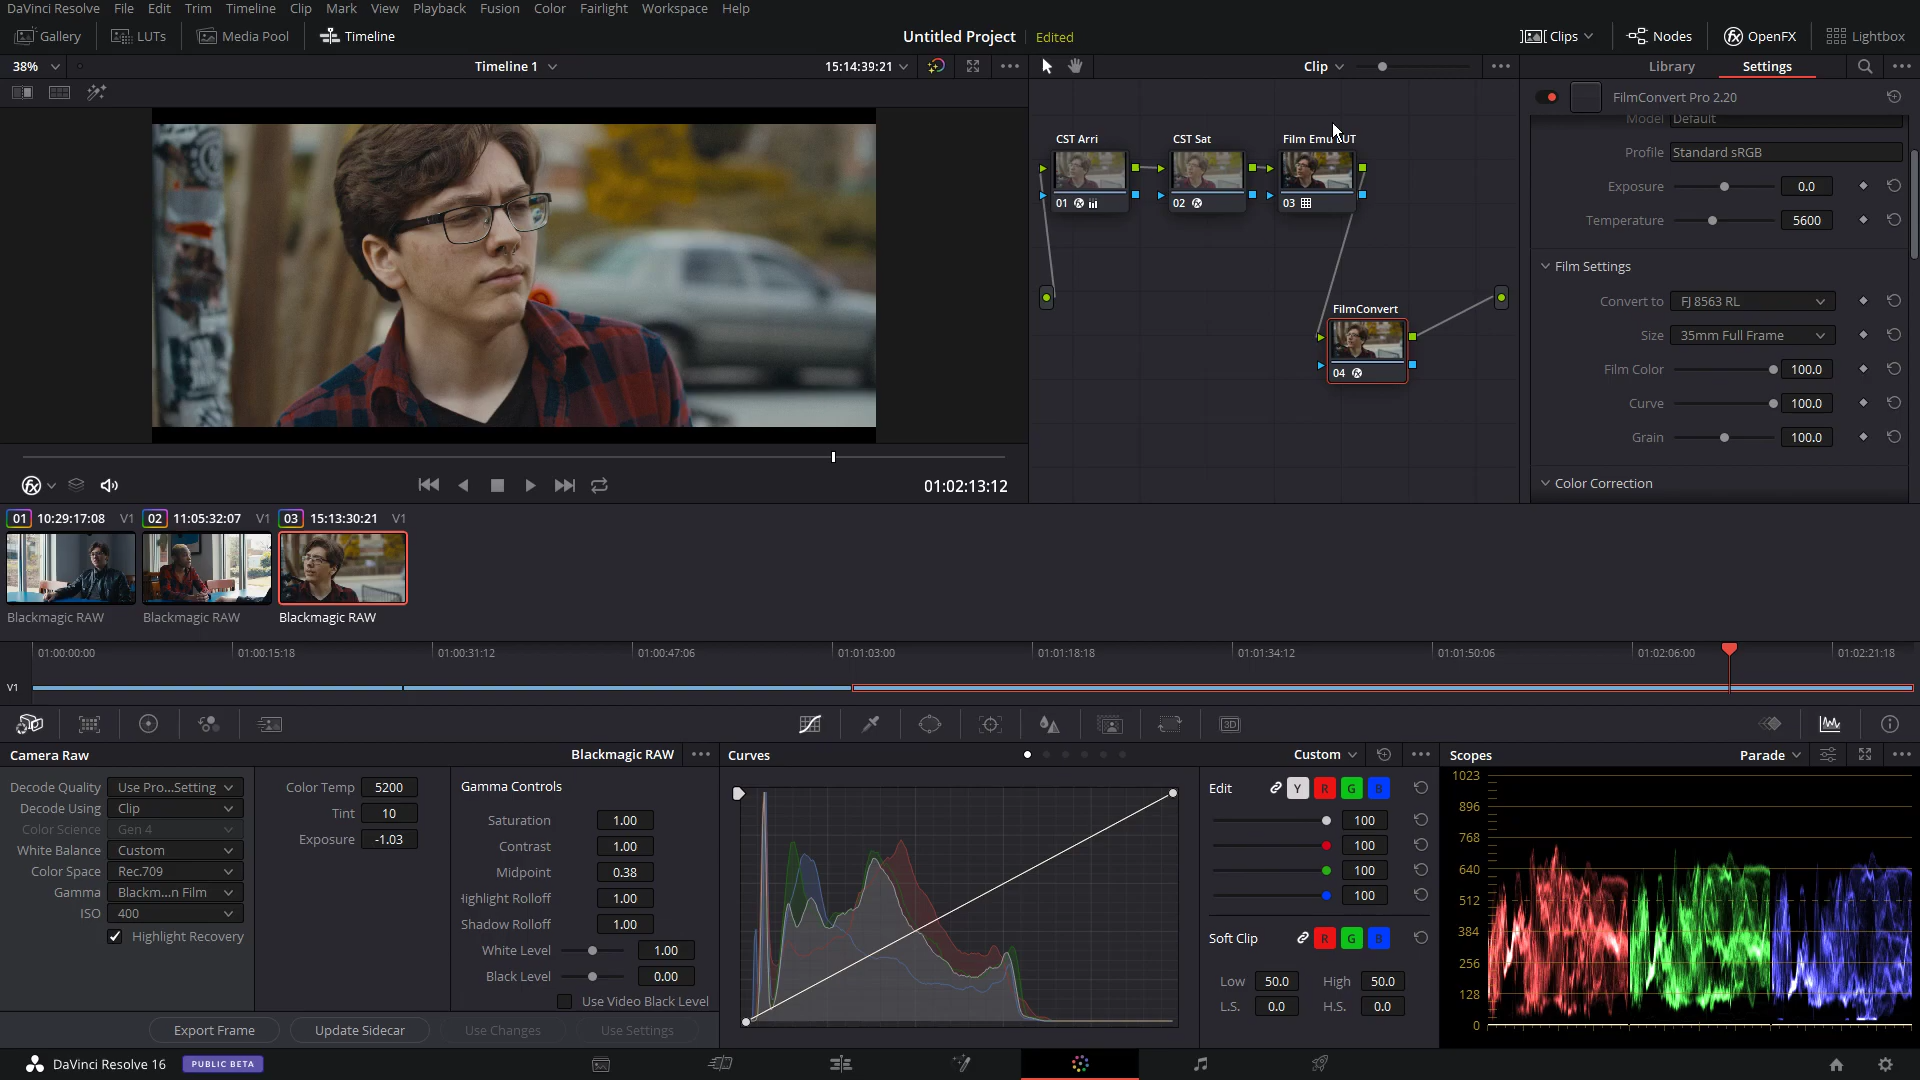 DaVinci Resolve File Edit Trim Timeline Clip Mark View Playback Fusion Color Fairlight Workspace Help
Gallery LUTs Media Pool Timeline Untitled Project Edited Clips Nodes OpenFX Lightbox
38% Timeline 1 15:14:39:21 Clip Library Settings
FilmConvert Pro 2.20
Model Default
Profile Standard sRGB
Exposure 0.0
Temperature 5600
Film Settings
Convert to FJ 8563 RL
Size 35mm Full Frame
Film Color 100.0
Curve 100.0
Grain 100.0
Color Correction
CST Arri CST Sat Film Emu LUT
01 02 03
FilmConvert
04
01:02:13:12
01 10:29:17:08 V1 02 11:05:32:07 V1 03 15:13:30:21 V1
Blackmagic RAW Blackmagic RAW Blackmagic RAW
01:00:00:00 01:00:15:18 01:00:31:12 01:00:47:06 01:01:03:00 01:01:18:18 01:01:34:12 01:01:50:06 01:02:06:00 01:02:21:18
V1
3D
Camera Raw Blackmagic RAW
Decode Quality Use Pro...Setting
Decode Using Clip
Color Science Gen 4
White Balance Custom
Color Space Rec.709
Gamma Blackm...n Film
ISO 400
Highlight Recovery
Color Temp 5200
Tint 10
Exposure -1.03
Gamma Controls
Saturation 1.00
Contrast 1.00
Midpoint 0.38
Highlight Rolloff 1.00
Shadow Rolloff 1.00
White Level 1.00
Black Level 0.00
Use Video Black Level
Export Frame Update Sidecar Use Changes Use Settings
Curves Custom
Edit Y R G B
100
100
100
100
Soft Clip R G B
Low 50.0 High 50.0
L.S. 0.0 H.S. 0.0
Scopes Parade
1023
896
768
640
512
384
256
128
0
DaVinci Resolve 16 PUBLIC BETA